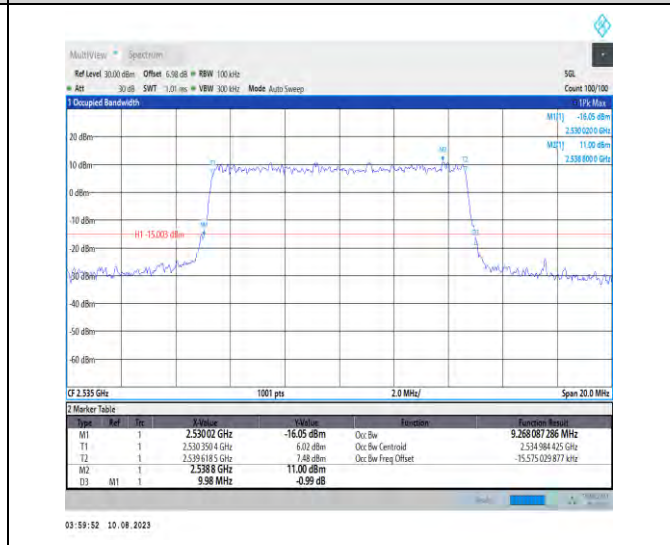 MultiView Spectrum
Ref Level 30.00 dBm Offset 6.98 dB RBW 100 kHz SGL
Att 30 dB SWT 1.01 ms VBW 300 kHz Mode Auto Sweep Count 100/100
1 Occupied Bandwidth 1Pk Max
M1[1] -16.05 dBm
2.530 020 0 GHz
M2[1] 11.00 dBm
2.538 800 0 GHz
20 dBm
M2
T1 T2
10 dBm
0 dBm
-10 dBm
M1
D3
H1 -15.003 dBm
-20 dBm
-30 dBm
-40 dBm
-50 dBm
-60 dBm
CF 2.535 GHz 1001 pts 2.0 MHz/ Span 20.0 MHz
2 Marker Table
Type Ref Trc X-Value Y-Value Function Function Result
M1 1 2.53002 GHz -16.05 dBm Occ Bw 9.268 087 286 MHz
T1 1 2.530 350 4 GHz 6.02 dBm Occ Bw Centroid 2.534 984 425 GHz
T2 1 2.539 618 5 GHz 7.48 dBm Occ Bw Freq Offset -15.575 029 877 kHz
M2 1 2.5388 GHz 11.00 dBm
D3 M1 1 9.98 MHz -0.99 dB
03:59:52 10.08.2023